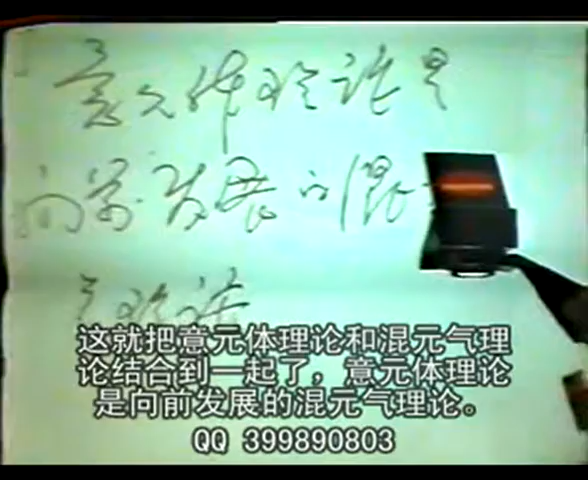 意元体理论是
向前发展的混
元理论
这就把意元体理论和混元气理
论结合到一起了，意元体理论
是向前发展的混元气理论。
QQ 399890803